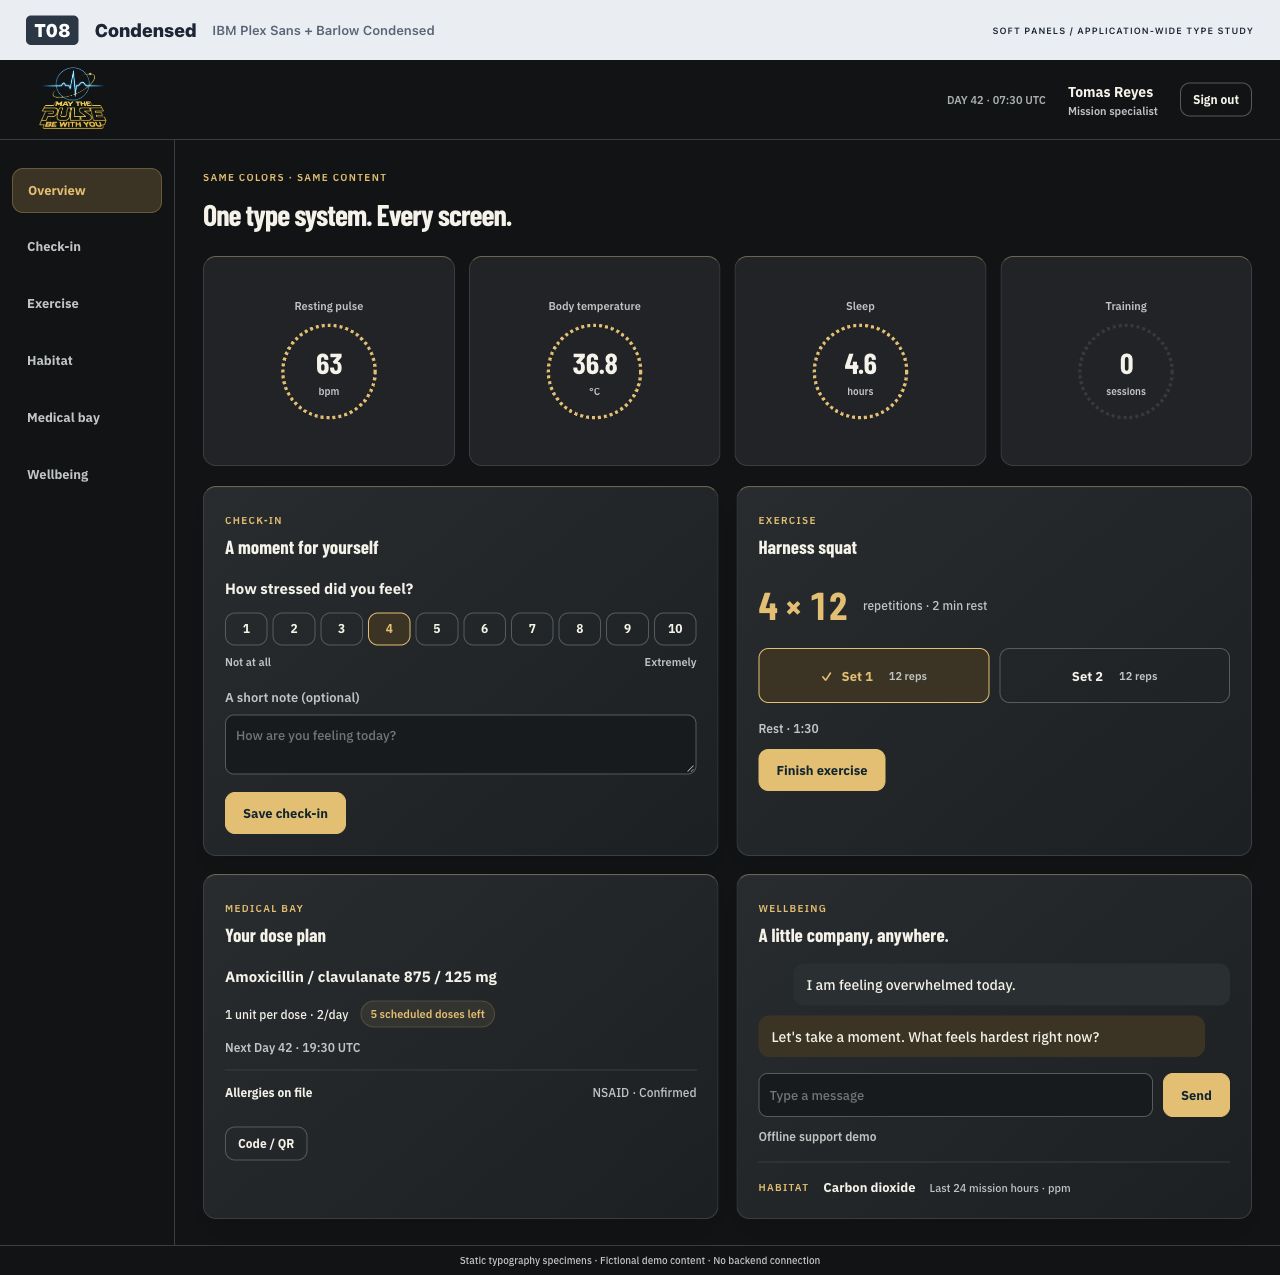 T08 Condensed IBM Plex Sans + Barlow Condensed
SOFT PANELS / APPLICATION-WIDE TYPE STUDY
MAY THE
PULSE
BE WITH YOU
DAY 42 · 07:30 UTC
Tomas Reyes
Mission specialist
Sign out
Overview
Check-in
Exercise
Habitat
Medical bay
Wellbeing
SAME COLORS · SAME CONTENT
One type system. Every screen.
Resting pulse
63
bpm
Body temperature
36.8
°C
Sleep
4.6
hours
Training
0
sessions
CHECK-IN
A moment for yourself
How stressed did you feel?
1 2 3 4 5 6 7 8 9 10
Not at all Extremely
A short note (optional)
How are you feeling today?
Save check-in
EXERCISE
Harness squat
4 × 12 repetitions · 2 min rest
✓ Set 1 12 reps
Set 2 12 reps
Rest · 1:30
Finish exercise
MEDICAL BAY
Your dose plan
Amoxicillin / clavulanate 875 / 125 mg
1 unit per dose · 2/day 5 scheduled doses left
Next Day 42 · 19:30 UTC
Allergies on file NSAID · Confirmed
Code / QR
WELLBEING
A little company, anywhere.
I am feeling overwhelmed today.
Let's take a moment. What feels hardest right now?
Type a message Send
Offline support demo
HABITAT Carbon dioxide Last 24 mission hours · ppm
Static typography specimens · Fictional demo content · No backend connection